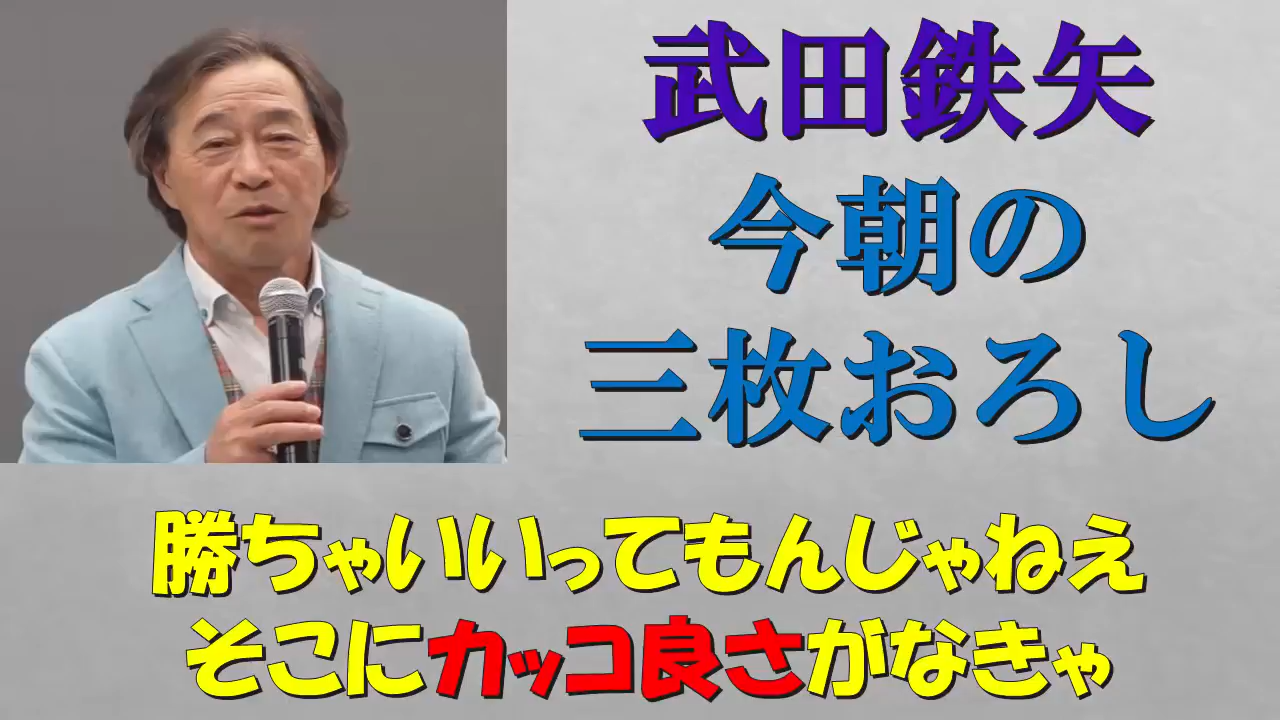 武田鉄矢
今朝の
三枚おろし
勝ちゃいいってもんじゃねえ
そこにカッコ良さがなきゃ